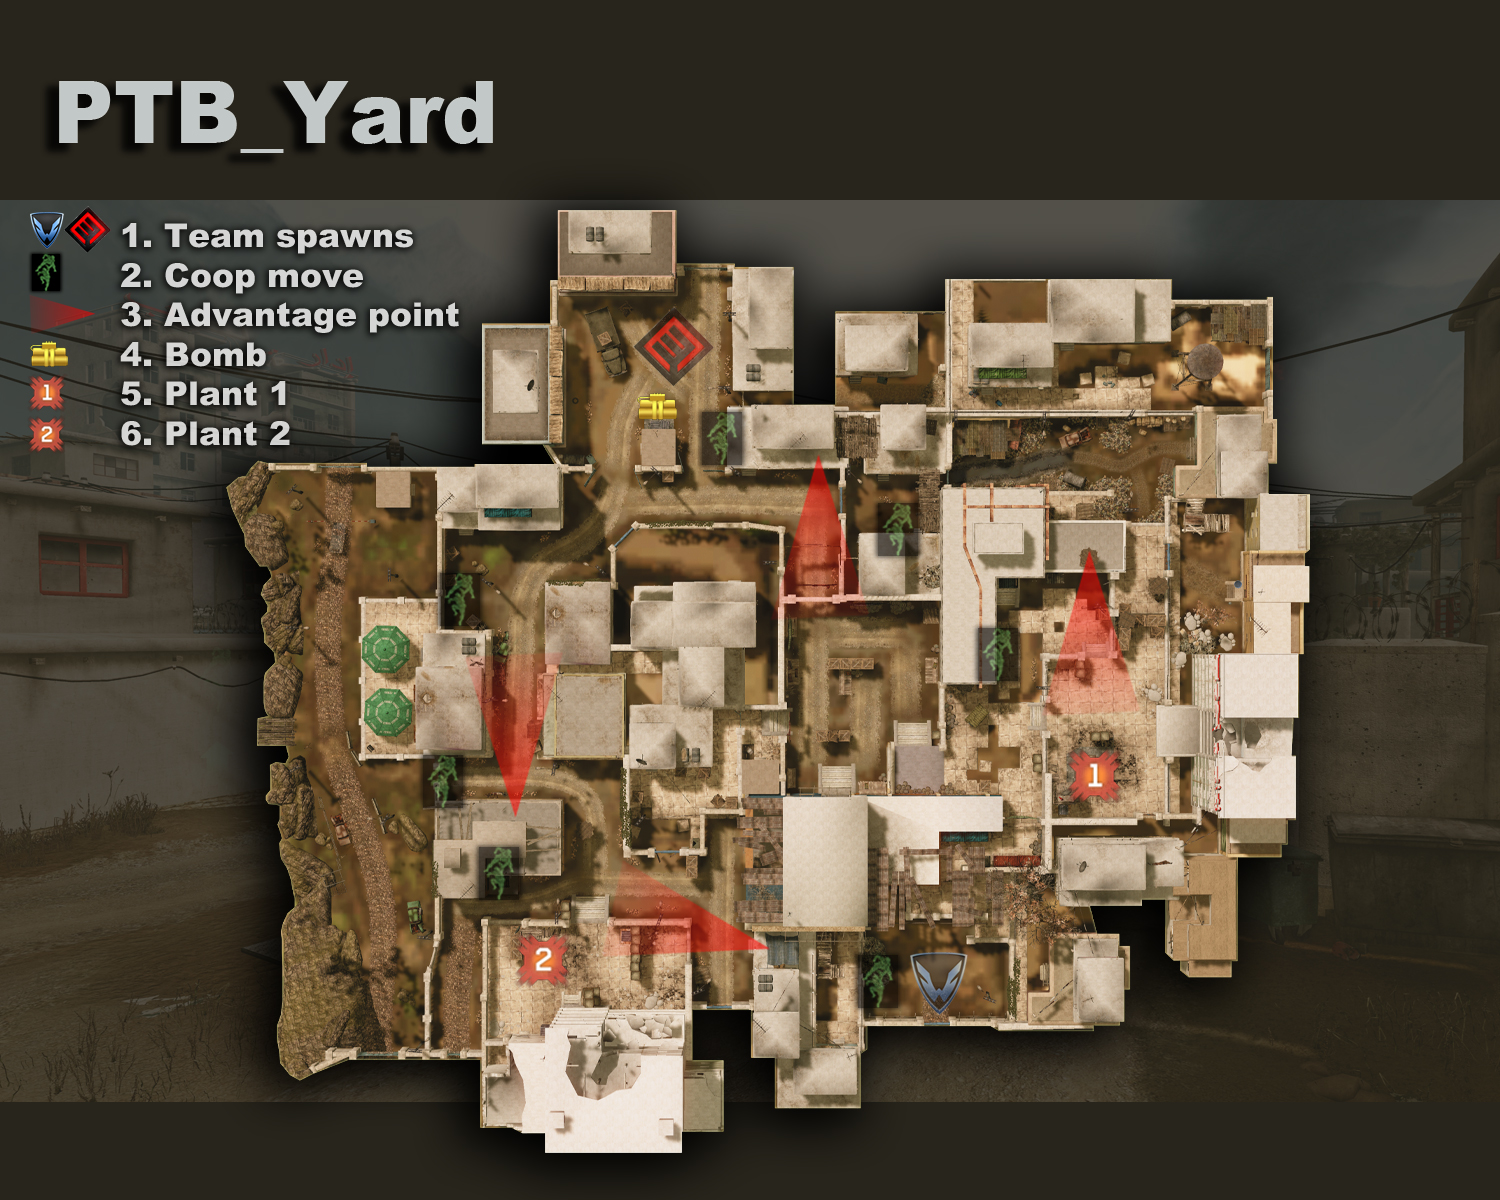 PTB_Yard
1. Team spawns
2. Coop move
3. Advantage point
4. Bomb
1 5. Plant 1
2 6. Plant 2
1
2